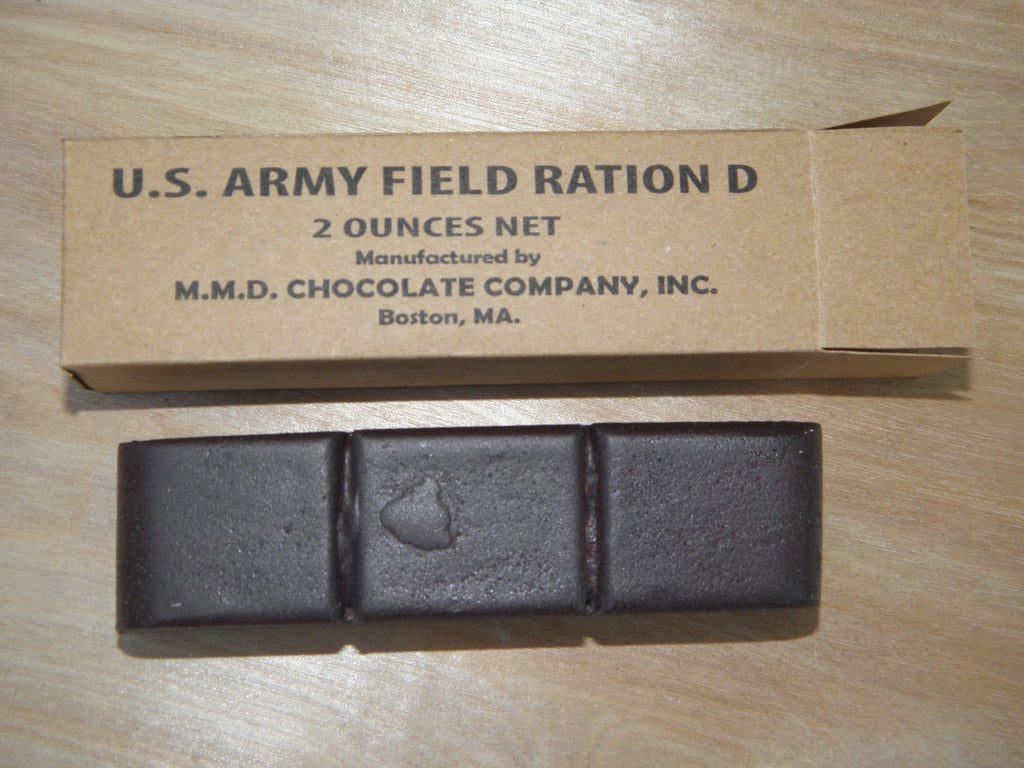 U.S. ARMY FIELD RATION D
2 OUNCES NET
Manufactured by
M.M.D. CHOCOLATE COMPANY, INC.
Boston, MA.